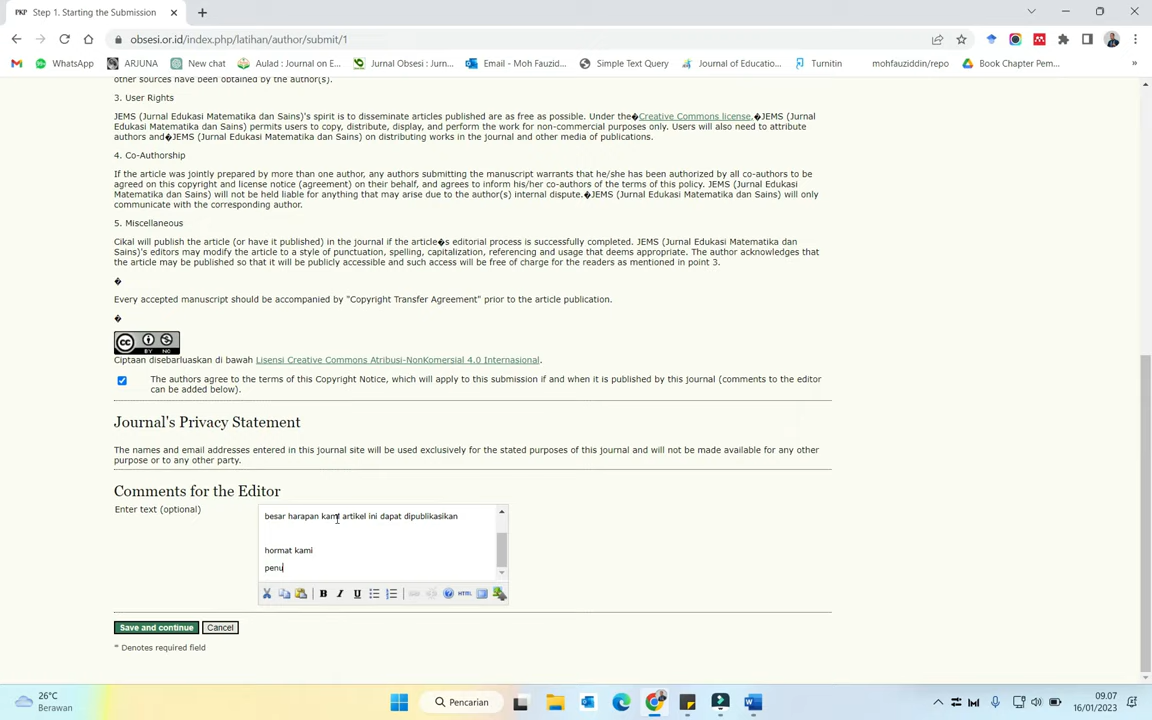 PKP Step 1. Starting the Submission
obsesi.or.id/index.php/latihan/author/submit/1
WhatsApp ARJUNA New chat Aulad : Journal on E... Jurnal Obsesi : Jurn... Email - Moh Fauzid... Simple Text Query Journal of Educatio... Turnitin mohfauziddin/repo Book Chapter Pem... »
other sources have been obtained by the author(s).
3. User Rights
JEMS (Jurnal Edukasi Matematika dan Sains)'s spirit is to disseminate articles published are as free as possible. Under the�Creative Commons license,�JEMS (Jurnal
Edukasi Matematika dan Sains) permits users to copy, distribute, display, and perform the work for non-commercial purposes only. Users will also need to attribute
authors and�JEMS (Jurnal Edukasi Matematika dan Sains) on distributing works in the journal and other media of publications.
4. Co-Authorship
If the article was jointly prepared by more than one author, any authors submitting the manuscript warrants that he/she has been authorized by all co-authors to be
agreed on this copyright and license notice (agreement) on their behalf, and agrees to inform his/her co-authors of the terms of this policy. JEMS (Jurnal Edukasi
Matematika dan Sains) will not be held liable for anything that may arise due to the author(s) internal dispute.�JEMS (Jurnal Edukasi Matematika dan Sains) will only
communicate with the corresponding author.
5. Miscellaneous
Cikal will publish the article (or have it published) in the journal if the article�s editorial process is successfully completed. JEMS (Jurnal Edukasi Matematika dan
Sains)'s editors may modify the article to a style of punctuation, spelling, capitalization, referencing and usage that deems appropriate. The author acknowledges that
the article may be published so that it will be publicly accessible and such access will be free of charge for the readers as mentioned in point 3.
�
Every accepted manuscript should be accompanied by "Copyright Transfer Agreement" prior to the article publication.
�
cc BY NC
Ciptaan disebarluaskan di bawah Lisensi Creative Commons Atribusi-NonKomersial 4.0 Internasional.
The authors agree to the terms of this Copyright Notice, which will apply to this submission if and when it is published by this journal (comments to the editor
can be added below).
Journal's Privacy Statement
The names and email addresses entered in this journal site will be used exclusively for the stated purposes of this journal and will not be made available for any other
purpose or to any other party.
Comments for the Editor
Enter text (optional)
besar harapan kami artikel ini dapat dipublikasikan
hormat kami
penu
B I U HTML
Save and continue Cancel
* Denotes required field
26°C
Berawan
Pencarian
09.07
16/01/2023